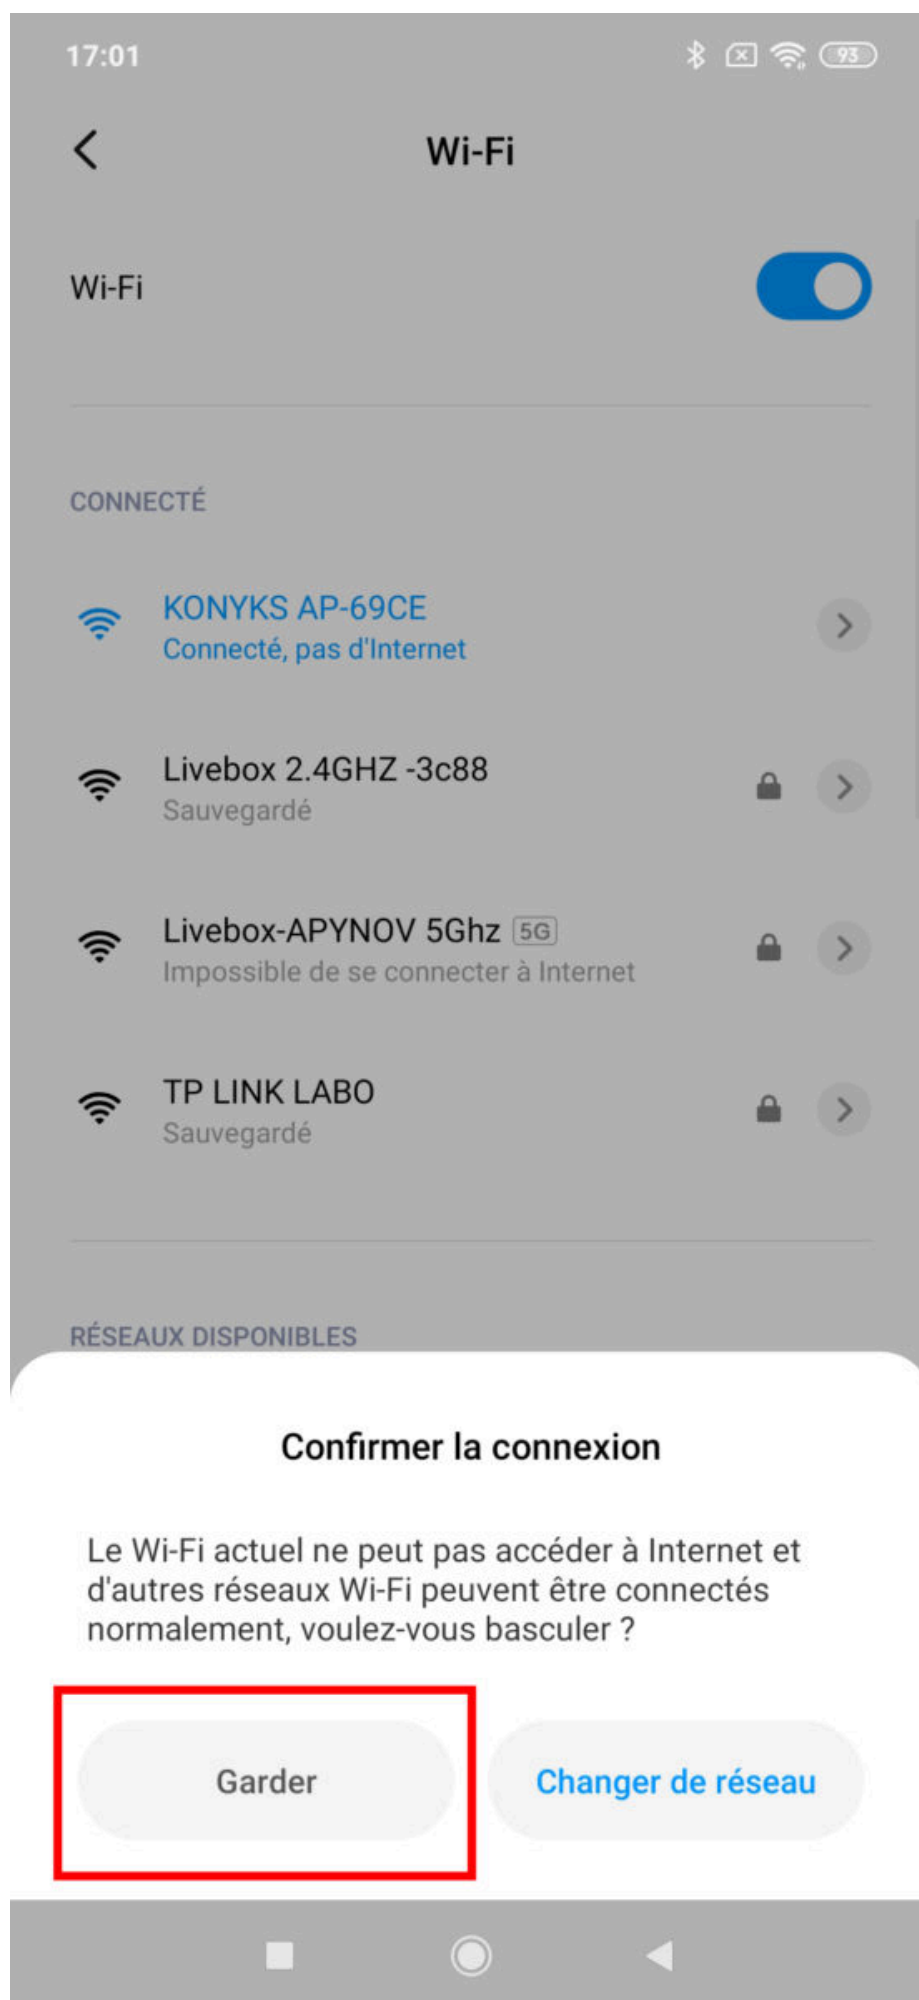 17:01
93
Wi-Fi
Wi-Fi
CONNECTÉ
KONYKS AP-69CE
Connecté, pas d'Internet
Livebox 2.4GHZ -3c88
Sauvegardé
Livebox-APYNOV 5Ghz 5G
Impossible de se connecter à Internet
TP LINK LABO
Sauvegardé
RÉSEAUX DISPONIBLES
Confirmer la connexion
Le Wi-Fi actuel ne peut pas accéder à Internet et
d'autres réseaux Wi-Fi peuvent être connectés
normalement, voulez-vous basculer ?
Garder
Changer de réseau